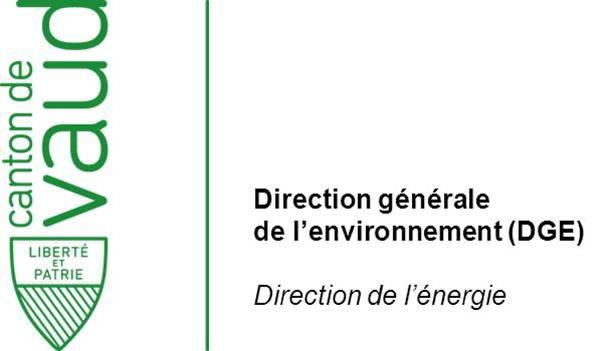 canton de
vaud
LIBERTÉ
ET
PATRIE
Direction générale
de l’environnement (DGE)
Direction de l’énergie